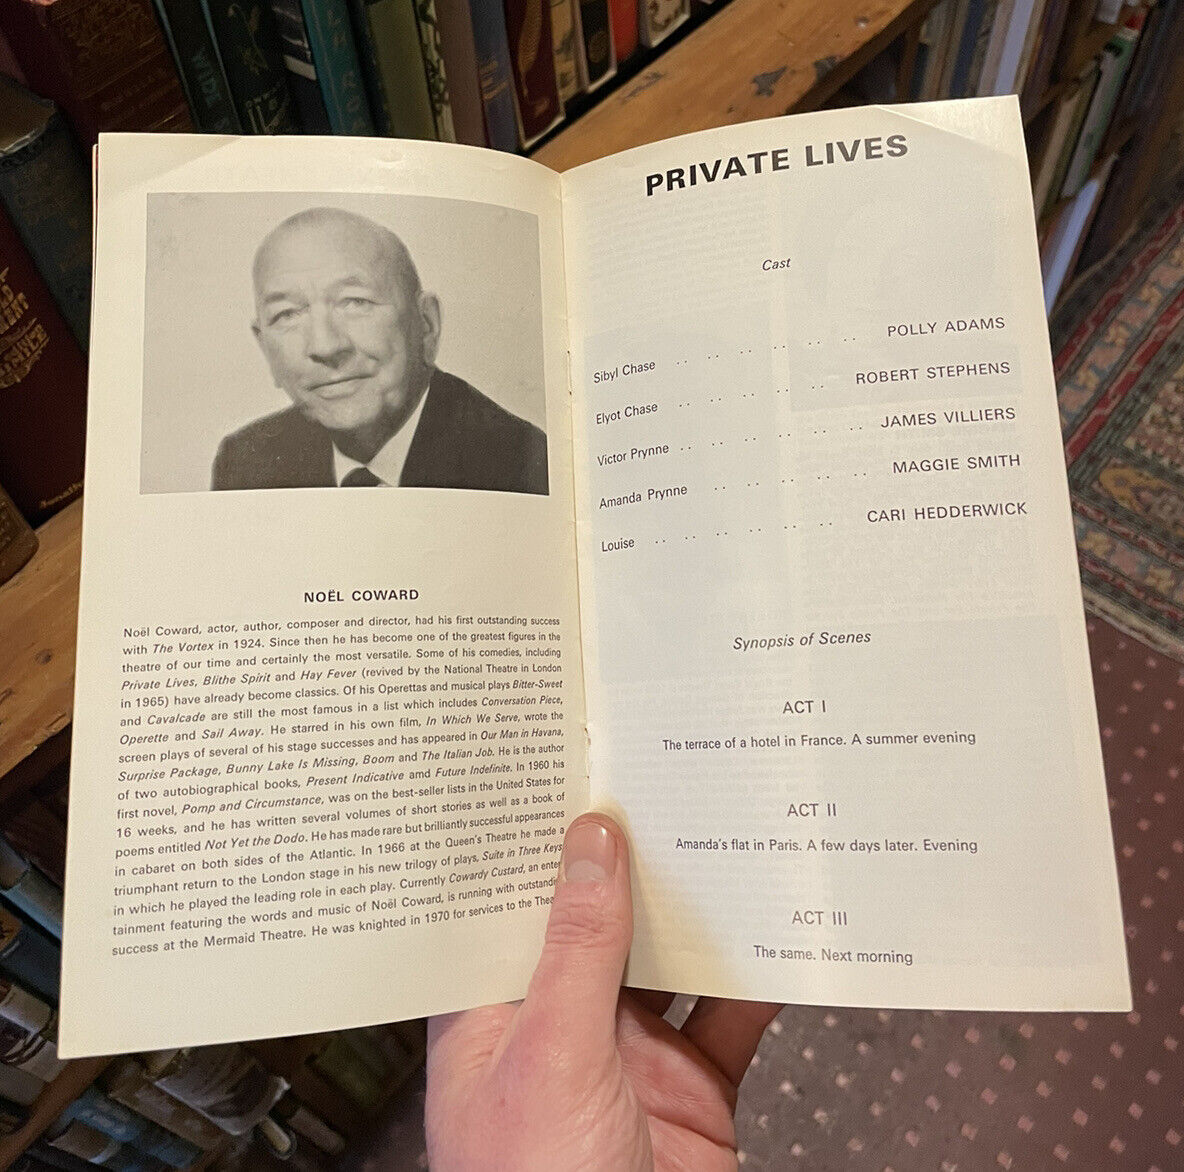 NOËL COWARD
Noël Coward, actor, author, composer and director, had his first outstanding success
with The Vortex in 1924. Since then he has become one of the greatest figures in the
theatre of our time and certainly the most versatile. Some of his comedies, including
Private Lives, Blithe Spirit and Hay Fever (revived by the National Theatre in London
in 1965) have already become classics. Of his Operettas and musical plays Bitter-Sweet
and Cavalcade are still the most famous in a list which includes Conversation Piece,
Operette and Sail Away. He starred in his own film, In Which We Serve, wrote the
screen plays of several of his stage successes and has appeared in Our Man in Havana,
Surprise Package, Bunny Lake Is Missing, Boom and The Italian Job. He is the author
of two autobiographical books, Present Indicative amd Future Indefinite. In 1960 his
first novel, Pomp and Circumstance, was on the best-seller lists in the United States for
16 weeks, and he has written several volumes of short stories as well as a book of
poems entitled Not Yet the Dodo. He has made rare but brilliantly successful appearances
in cabaret on both sides of the Atlantic. In 1966 at the Queen's Theatre he made a
triumphant return to the London stage in his new trilogy of plays, Suite in Three Keys
in which he played the leading role in each play. Currently Cowardy Custard, an enter
tainment featuring the words and music of Noël Coward, is running with outstandi
success at the Mermaid Theatre. He was knighted in 1970 for services to the Thea
PRIVATE LIVES
Cast
Sibyl Chase .. .. .. .. .. .. POLLY ADAMS
Elyot Chase .. .. .. .. .. ROBERT STEPHENS
Victor Prynne .. .. .. .. .. .. JAMES VILLIERS
Amanda Prynne .. .. .. .. .. MAGGIE SMITH
Louise .. .. .. .. .. .. CARI HEDDERWICK
Synopsis of Scenes
ACT I
The terrace of a hotel in France. A summer evening
ACT II
Amanda's flat in Paris. A few days later. Evening
ACT III
The same. Next morning
WIDE